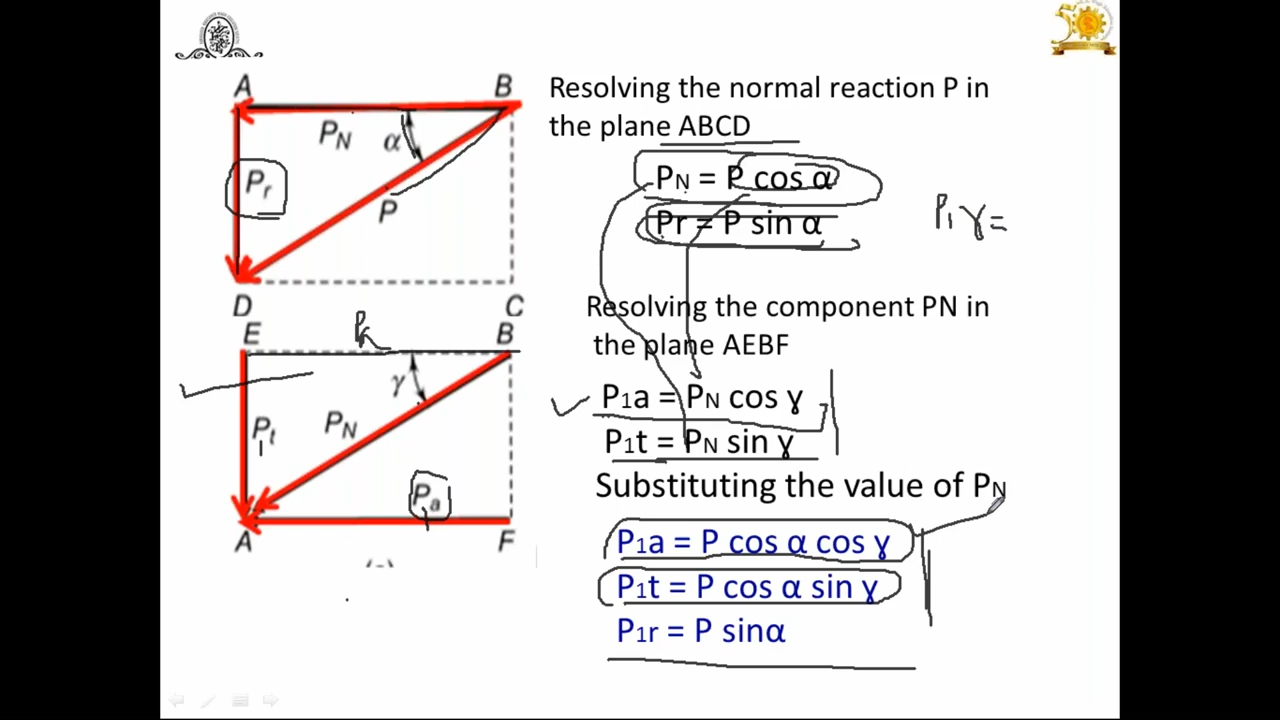 A B
Resolving the normal reaction P in
the plane ABCD
PN α
PN = P cos α
Pr
P
Pr = P sin α
P1γ=
D C
Resolving the component PN in
the plane AEBF
E B
γ
P1a = PN cos ɣ
Pt PN
P1t = PN sin ɣ
Substituting the value of PN
Pa
A F
P1a = P cos α cos ɣ
P1t = P cos α sin ɣ
P1r = P sinα